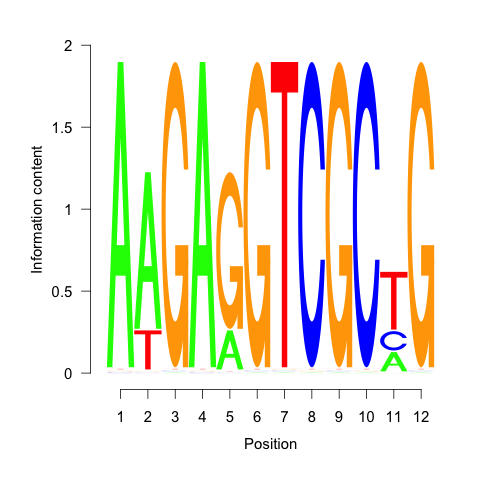 2
1.5
1
0.5
0
Information content
A A G A G G T C G C T G
T A C
A
1 2 3 4 5 6 7 8 9 10 11 12
Position